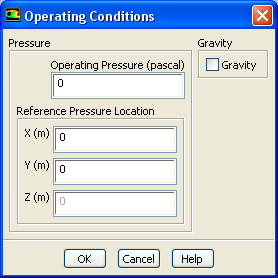 Operating Conditions
Pressure
Operating Pressure (pascal)
0
Reference Pressure Location
X (m) 0
Y (m) 0
Z (m) 0
Gravity
Gravity
OK Cancel Help